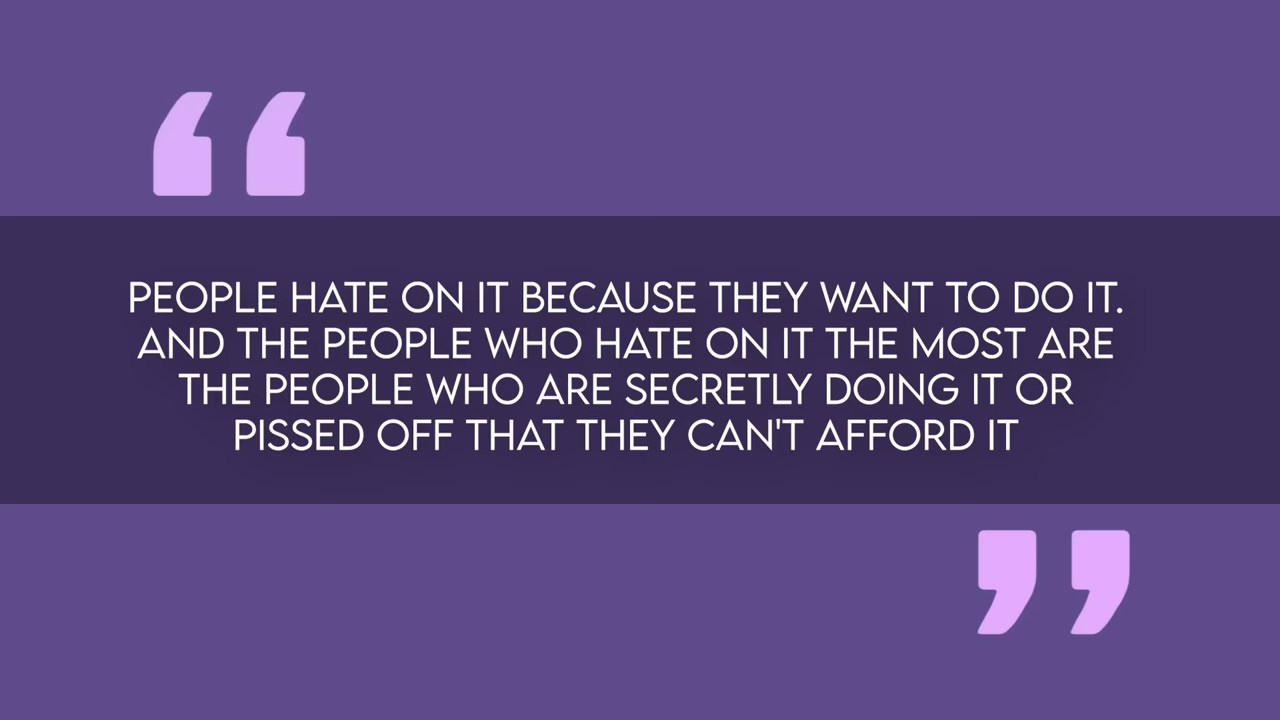 “
PEOPLE HATE ON IT BECAUSE THEY WANT TO DO IT.
AND THE PEOPLE WHO HATE ON IT THE MOST ARE
THE PEOPLE WHO ARE SECRETLY DOING IT OR
PISSED OFF THAT THEY CAN'T AFFORD IT
”